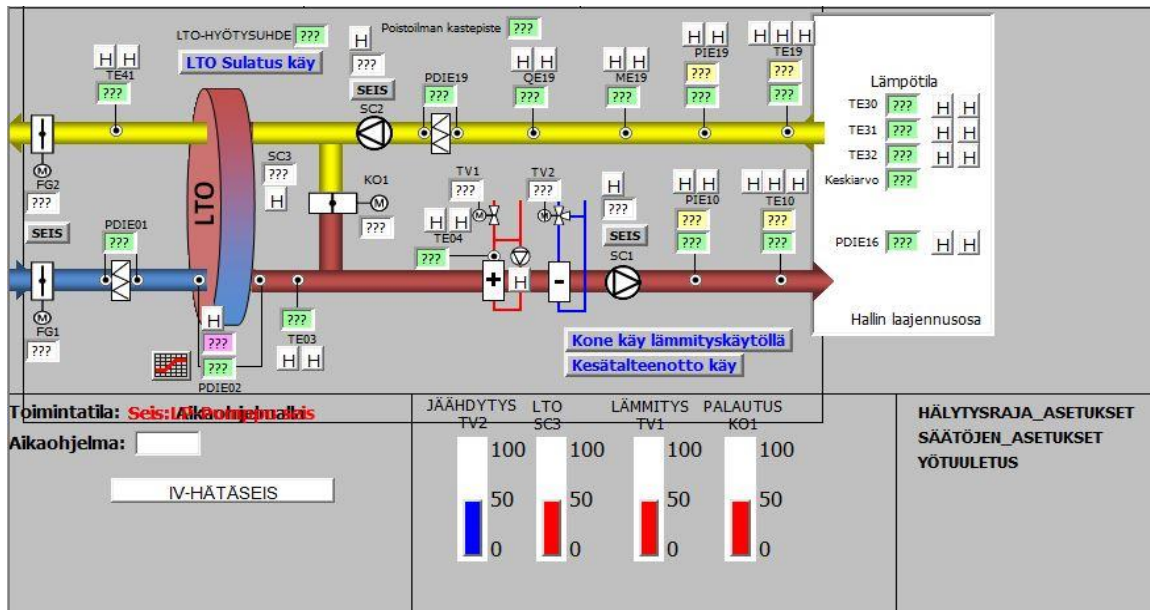 LTO-HYÖTYSUHDE ???
LTO Sulatus käy
Poistoilman kastepiste ???
H H
TE41
???
H
???
SEIS
SC2
PDIE19
???
H H
QE19
???
H H
ME19
???
H H
PIE19
???
???
H H H
TE19
???
???
M
FG2
???
SEIS
PDIE01
???
LTO
SC3
???
H
KO1
M
???
TV1
???
M
H H
TE04
???
TV2
???
M
H
???
SEIS
SC1
H H
PIE10
???
???
H H H
TE10
???
???
+
H
-
M
FG1
???
H
???
???
PDIE02
???
TE03
H H
Kone käy lämmityskäytöllä
Kesätalteenotto käy
Lämpötila
TE30 ??? H H
TE31 ??? H H
TE32 ??? H H
Keskiarvo ???
PDIE16 ??? H H
Hallin laajennusosa
Toimintatila: Seis:
Aikaohjelma:
IV-HÄTÄSEIS
JÄÄHDYTYS LTO LÄMMITYS PALAUTUS
TV2 SC3 TV1 KO1
100 100 100 100
50 50 50 50
0 0 0 0
HÄLYTYSRAJA_ASETUKSET
SÄÄTÖJEN_ASETUKSET
YÖTUULETUS